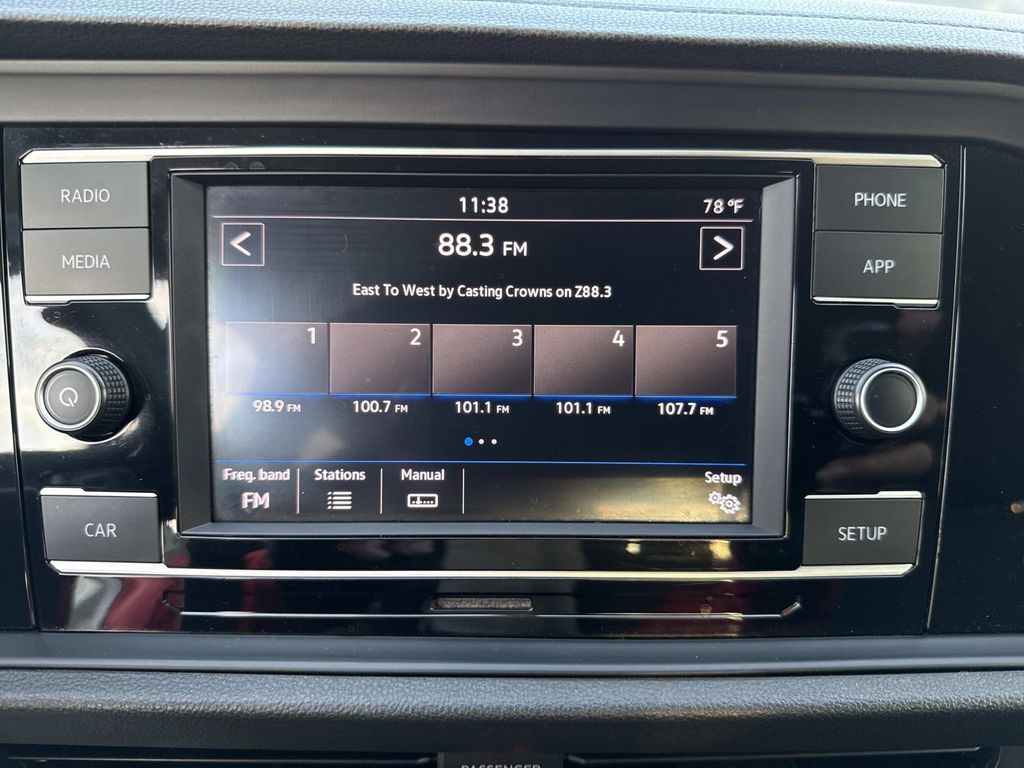 RADIO
MEDIA
11:38
78 °F
88.3 FM
East To West by Casting Crowns on Z88.3
1 2 3 4 5
98.9 FM 100.7 FM 101.1 FM 101.1 FM 107.7 FM
Freq. band Stations Manual Setup
FM
PHONE
APP
CAR
SETUP
PASSENGER